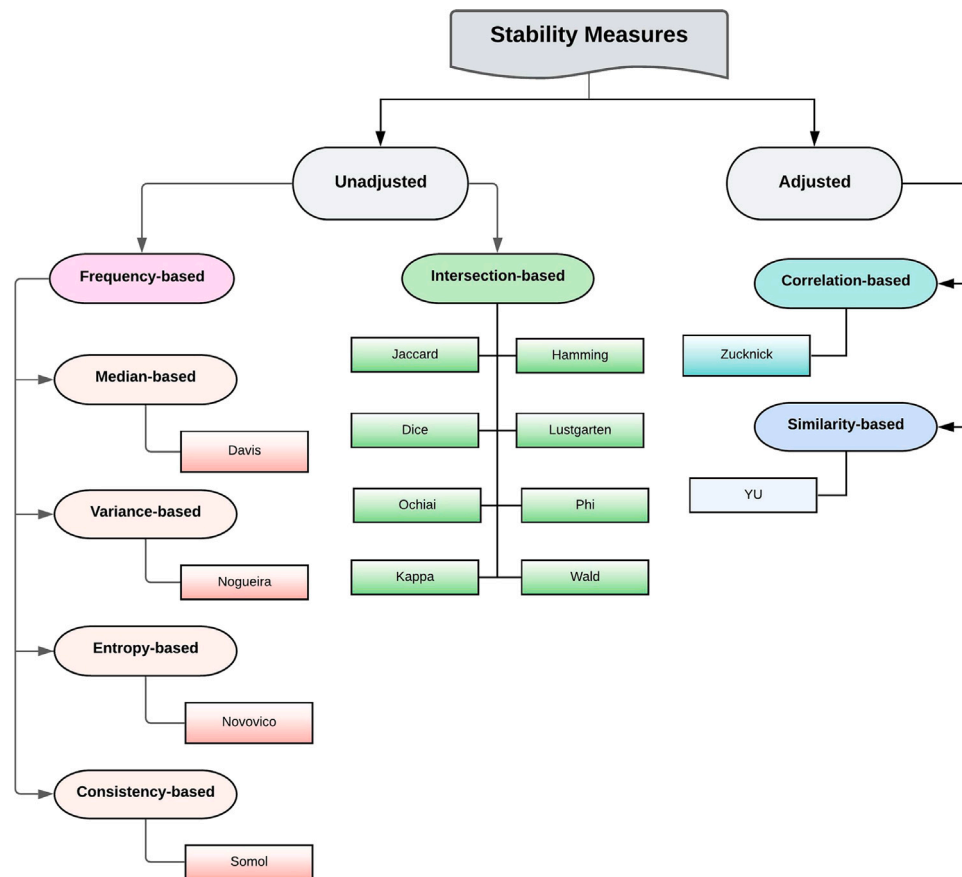 Stability Measures
Unadjusted
Adjusted
Frequency-based
Intersection-based
Correlation-based
Jaccard
Hamming
Zucknick
Median-based
Dice
Lustgarten
Similarity-based
Davis
Variance-based
Ochiai
Phi
YU
Nogueira
Kappa
Wald
Entropy-based
Novovico
Consistency-based
Somol